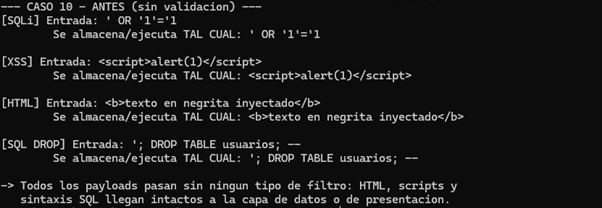 --- CASO 10 - ANTES (sin validacion) ---
[SQLi] Entrada: ' OR '1'='1
Se almacena/ejecuta TAL CUAL: ' OR '1'='1
[XSS] Entrada: <script>alert(1)</script>
Se almacena/ejecuta TAL CUAL: <script>alert(1)</script>
[HTML] Entrada: <b>texto en negrita inyectado</b>
Se almacena/ejecuta TAL CUAL: <b>texto en negrita inyectado</b>
[SQL DROP] Entrada: '; DROP TABLE usuarios; --
Se almacena/ejecuta TAL CUAL: '; DROP TABLE usuarios; --
-> Todos los payloads pasan sin ningun tipo de filtro: HTML, scripts y
sintaxis SQL llegan intactos a la capa de datos o de presentacion.